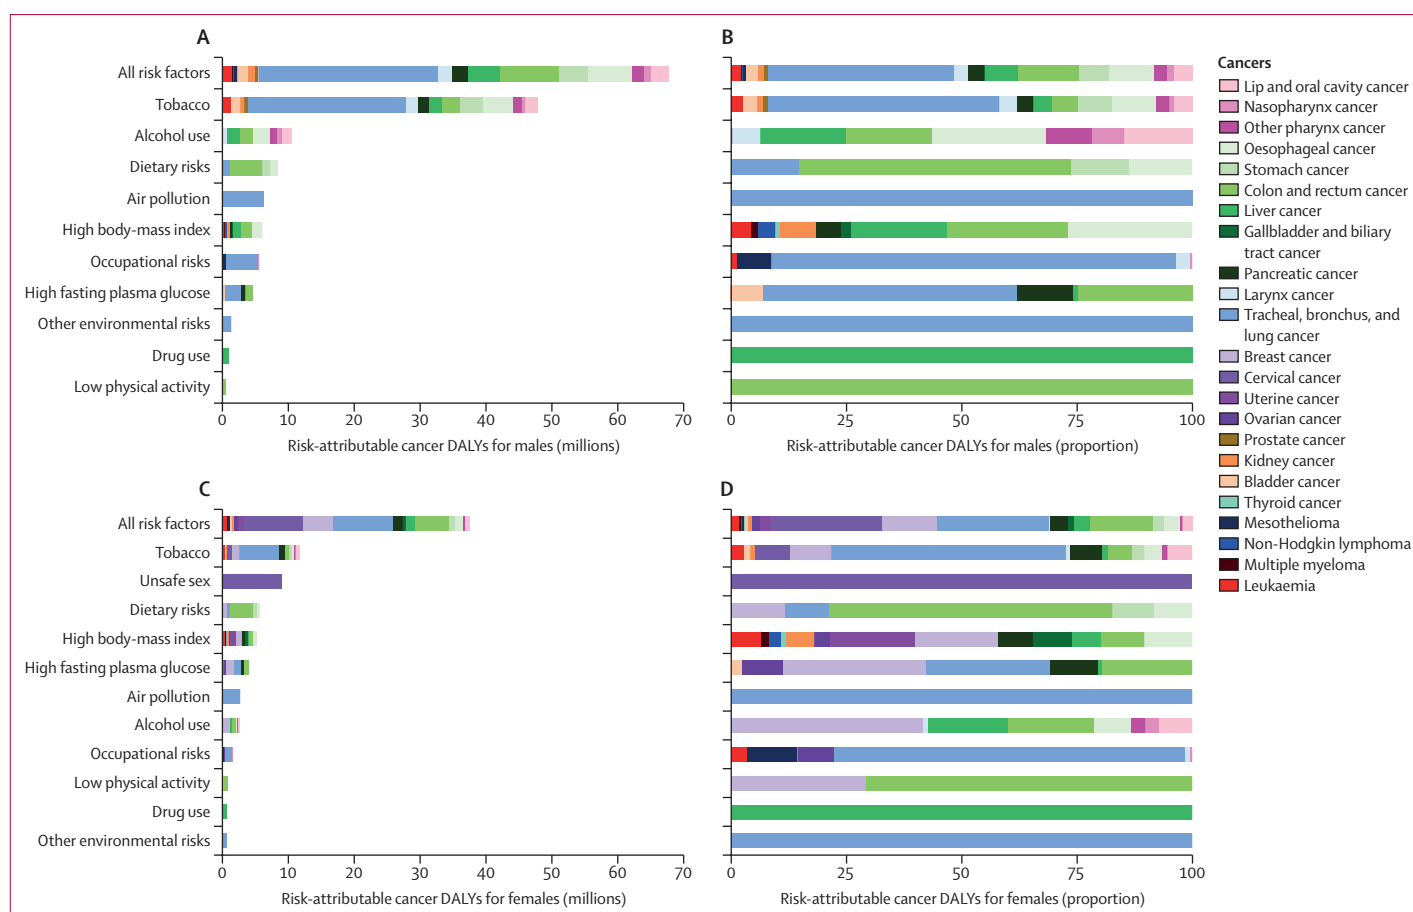 A
All risk factors
Tobacco
Alcohol use
Dietary risks
Air pollution
High body-mass index
Occupational risks
High fasting plasma glucose
Other environmental risks
Drug use
Low physical activity
0 10 20 30 40 50 60 70
Risk-attributable cancer DALYs for males (millions)
B
0 25 50 75 100
Risk-attributable cancer DALYs for males (proportion)
Cancers
Lip and oral cavity cancer
Nasopharynx cancer
Other pharynx cancer
Oesophageal cancer
Stomach cancer
Colon and rectum cancer
Liver cancer
Gallbladder and biliary
tract cancer
Pancreatic cancer
Larynx cancer
Tracheal, bronchus, and
lung cancer
Breast cancer
Cervical cancer
Uterine cancer
Ovarian cancer
Prostate cancer
Kidney cancer
Bladder cancer
Thyroid cancer
Mesothelioma
Non-Hodgkin lymphoma
Multiple myeloma
Leukaemia
C
All risk factors
Tobacco
Unsafe sex
Dietary risks
High body-mass index
High fasting plasma glucose
Air pollution
Alcohol use
Occupational risks
Low physical activity
Drug use
Other environmental risks
0 10 20 30 40 50 60 70
Risk-attributable cancer DALYs for females (millions)
D
0 25 50 75 100
Risk-attributable cancer DALYs for females (proportion)